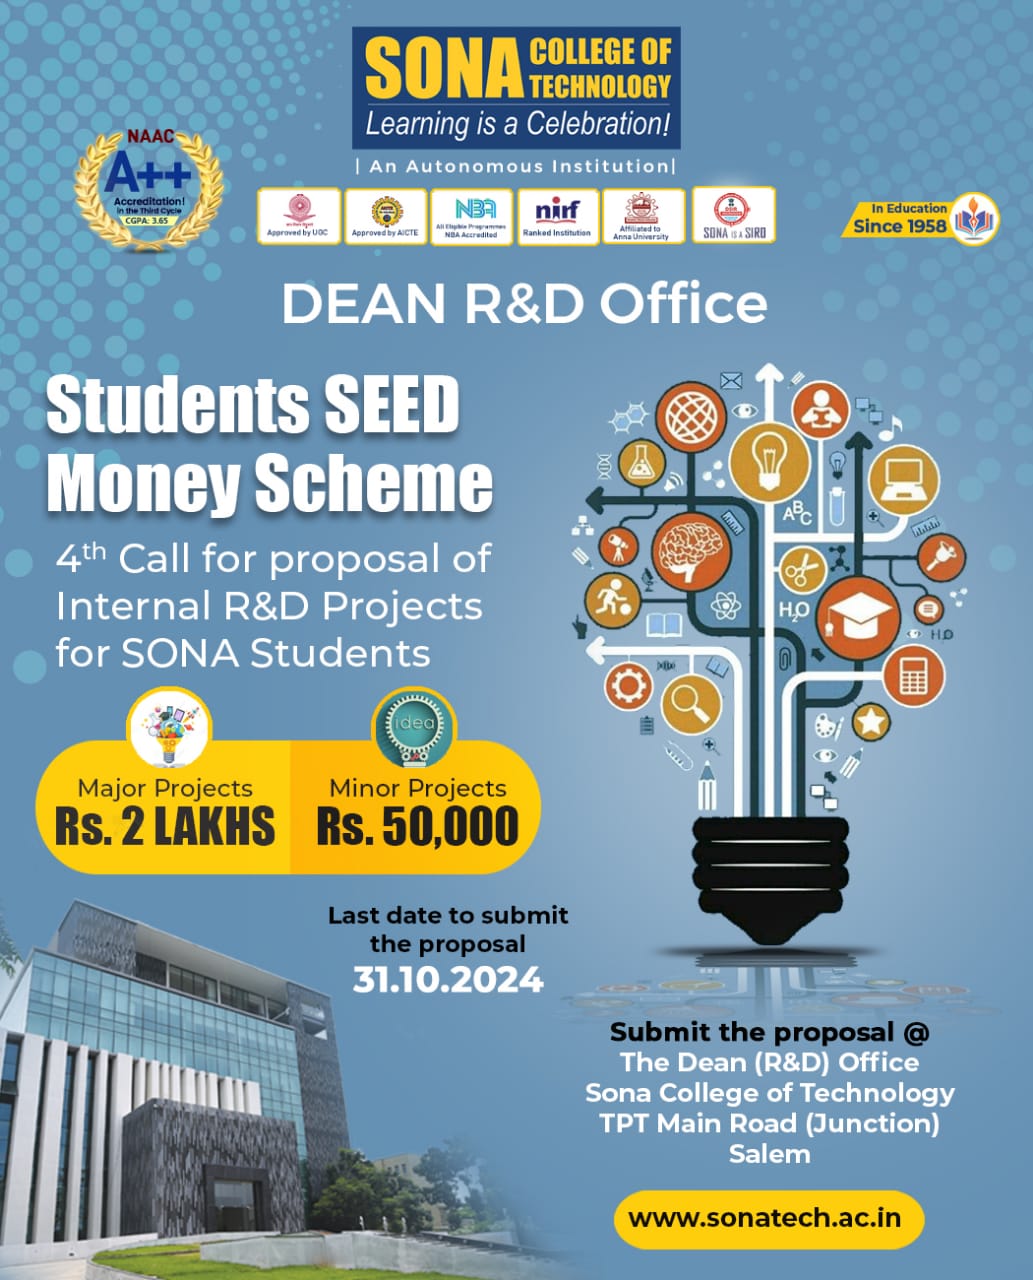 SONA COLLEGE OF
TECHNOLOGY
Learning is a Celebration!
| An Autonomous Institution|
NAAC
A++
Accreditation!
in the Third Cycle
CGPA: 3.65
Approved by UGC
Approved by AICTE
NBA
All Eligible Programmes
NBA Accredited
nirf
Ranked Institution
Affiliated to
Anna University
SONA IS A SIRO
In Education
Since 1958
DEAN R&D Office
Students SEED
Money Scheme
4th Call for proposal of
Internal R&D Projects
for SONA Students
ABC
H2O
H2O
idea
Major Projects
Rs. 2 LAKHS
Minor Projects
Rs. 50,000
Last date to submit
the proposal
31.10.2024
Submit the proposal @
The Dean (R&D) Office
Sona College of Technology
TPT Main Road (Junction)
Salem
www.sonatech.ac.in